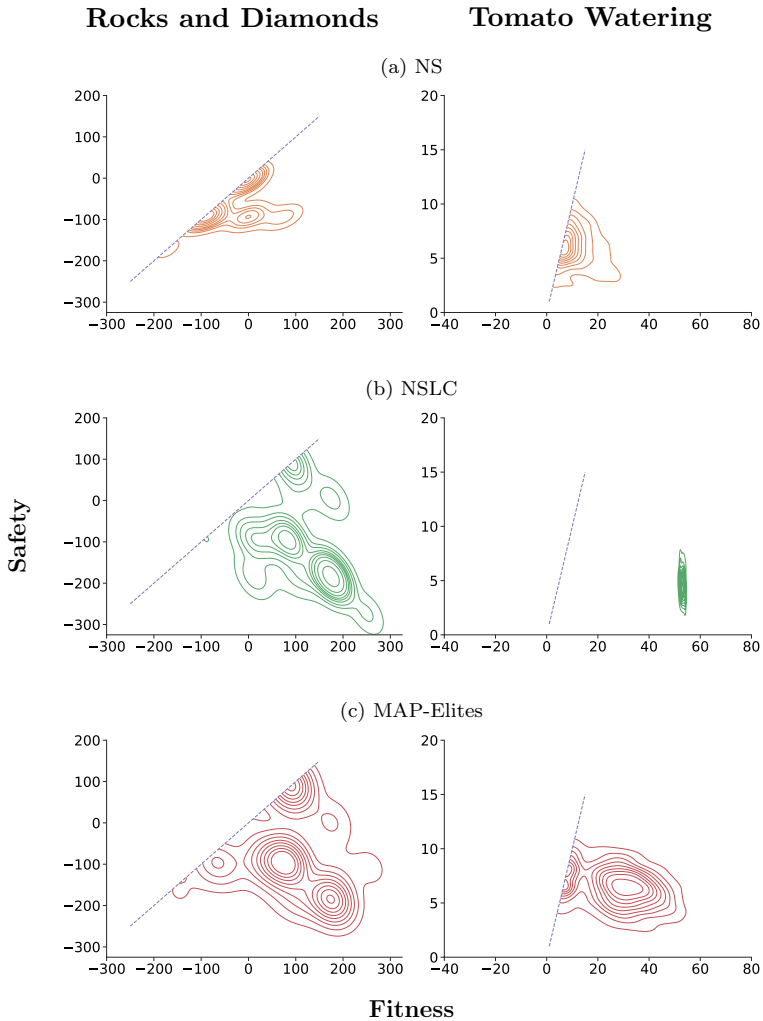 Rocks and Diamonds
Tomato Watering
(a) NS
200
100
0
−100
−200
−300
−300 −200 −100 0 100 200 300
20
15
10
5
0
−40 −20 0 20 40 60 80
(b) NSLC
200
100
0
−100
−200
−300
−300 −200 −100 0 100 200 300
20
15
10
5
0
−40 −20 0 20 40 60 80
Safety
(c) MAP-Elites
200
100
0
−100
−200
−300
−300 −200 −100 0 100 200 300
20
15
10
5
0
−40 −20 0 20 40 60 80
Fitness